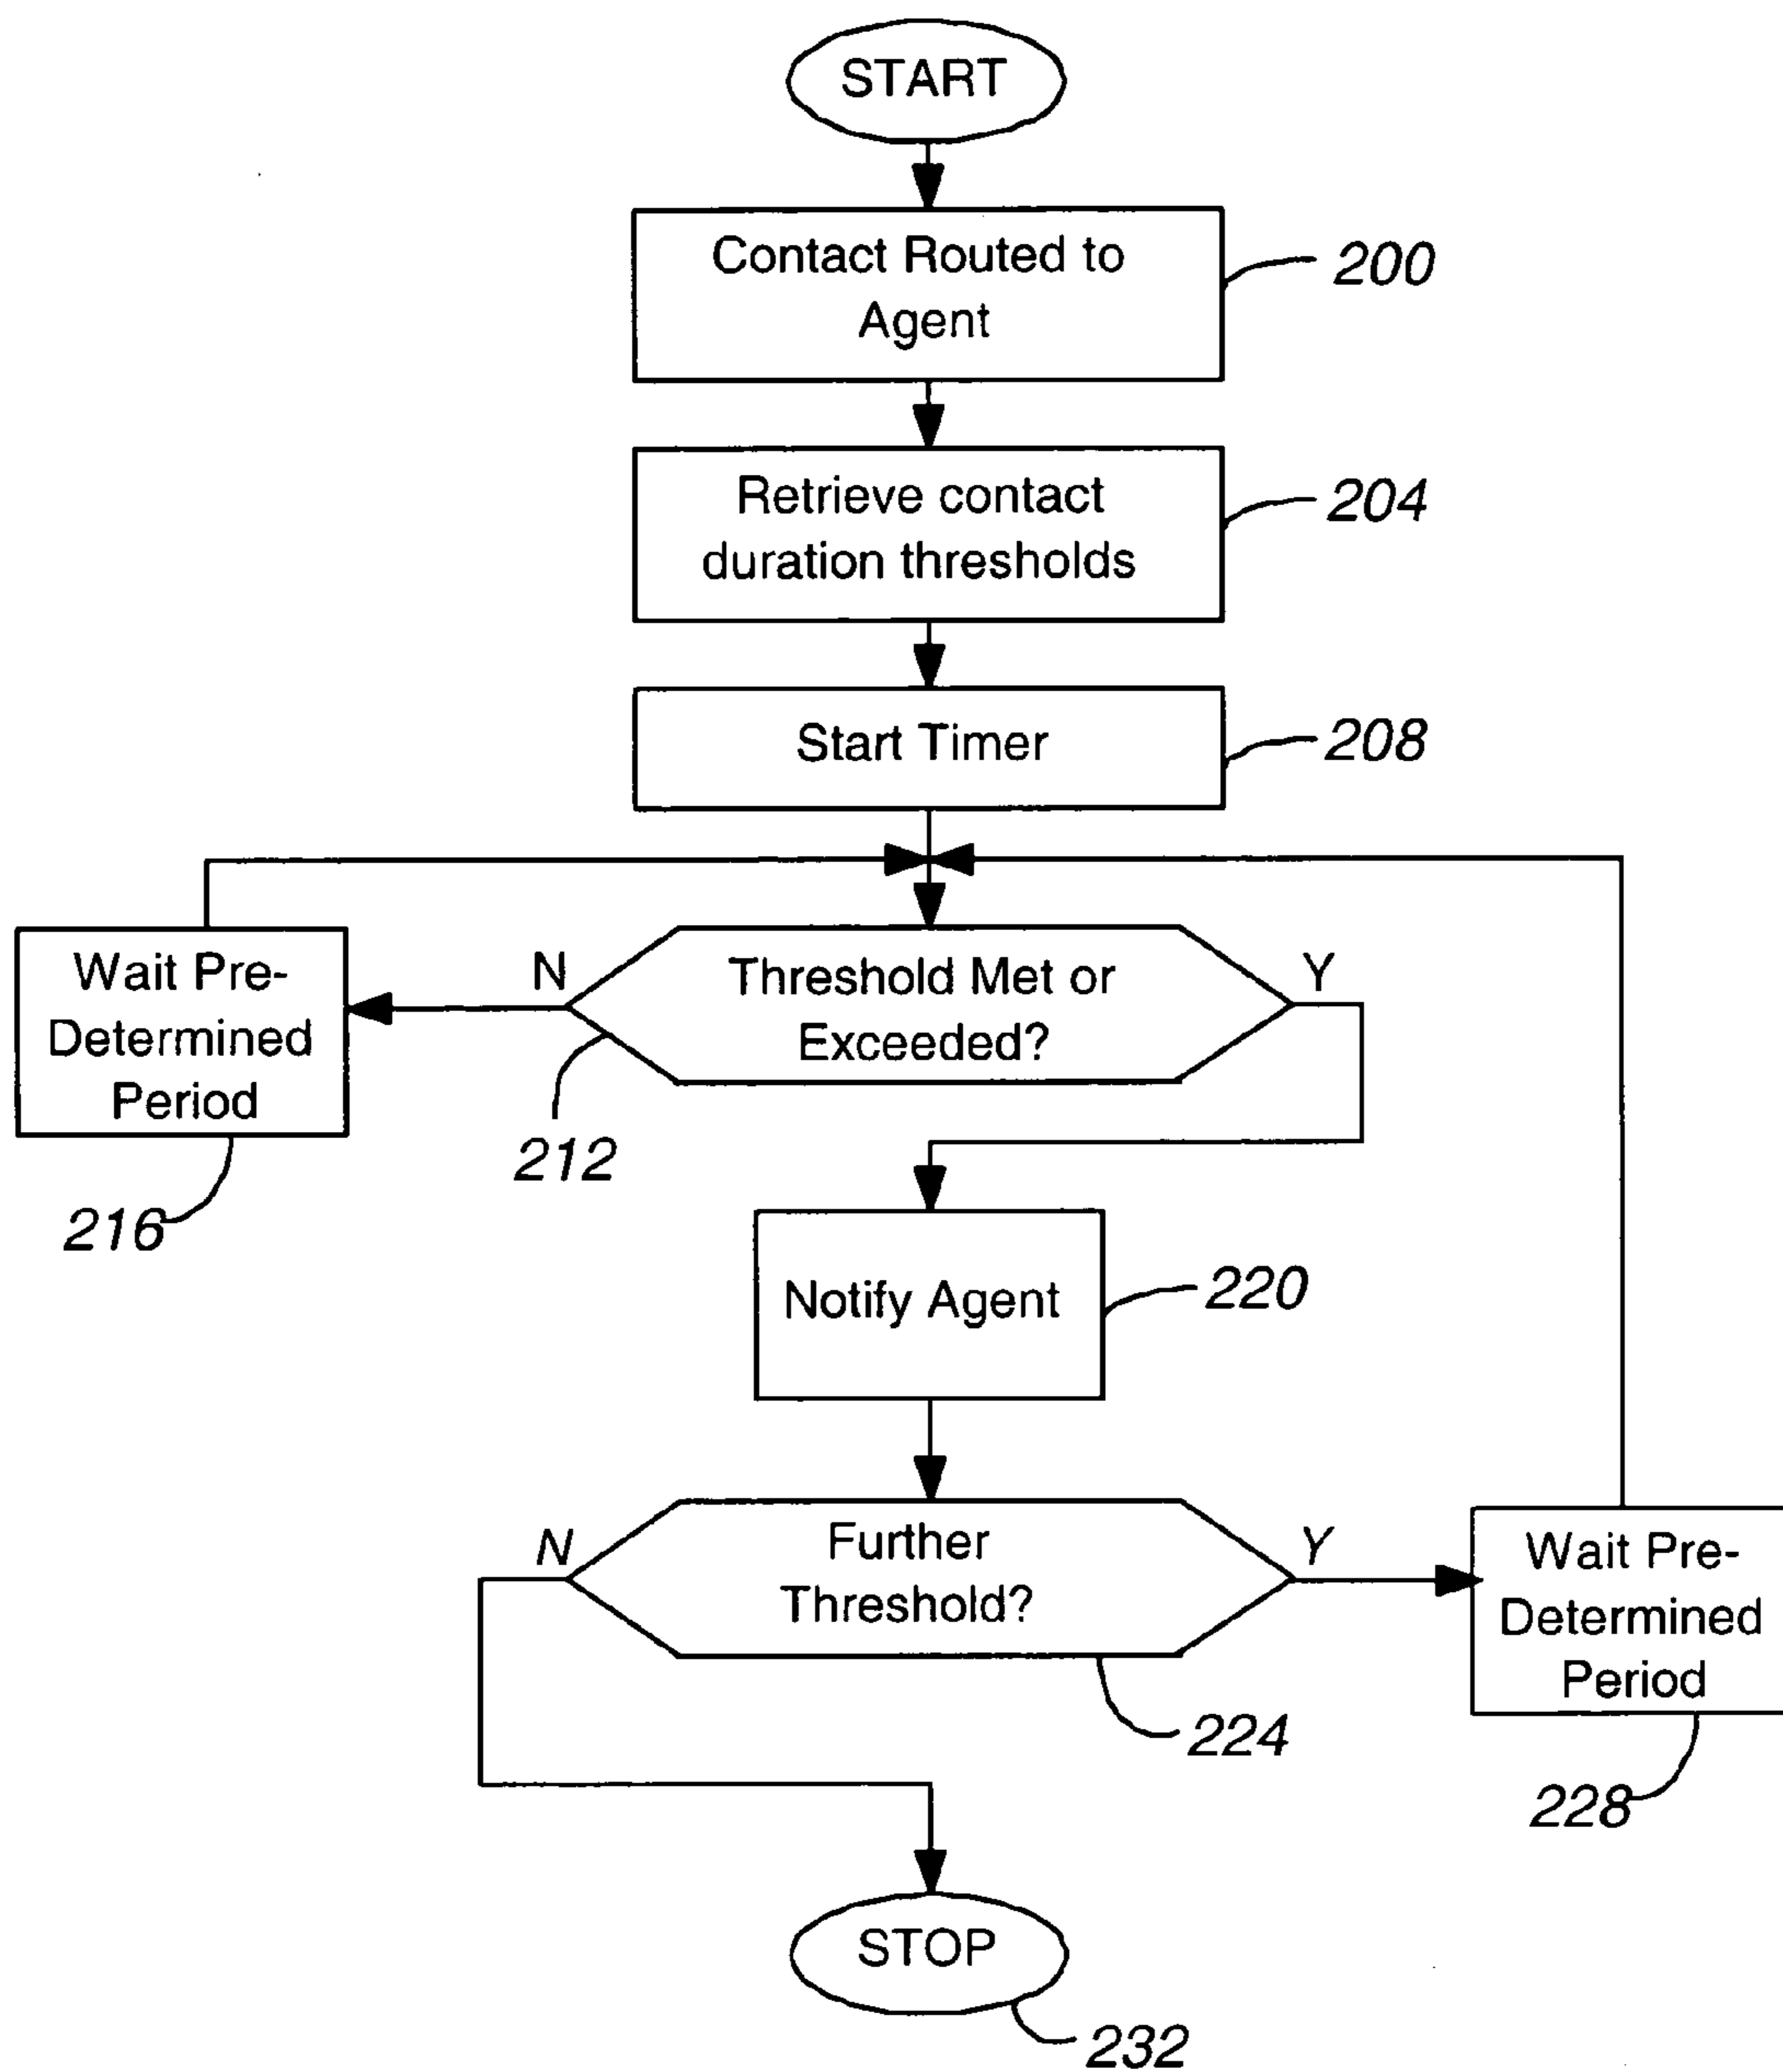 START
Contact Routed to
Agent
200
Retrieve contact
duration thresholds
204
Start Timer
208
Wait Pre-
Determined
Period
216
N
Threshold Met or
Exceeded?
Y
212
Notify Agent
220
N
Further
Threshold?
Y
224
Wait Pre-
Determined
Period
228
STOP
232